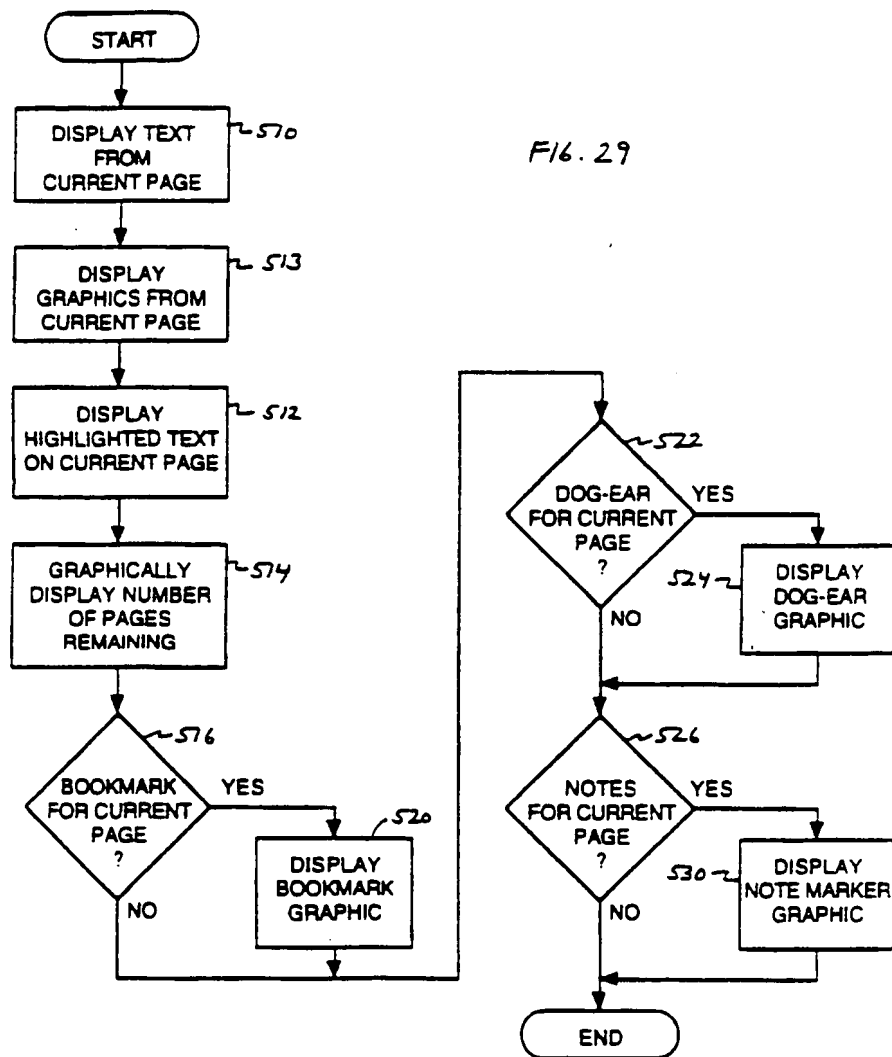 START
DISPLAY TEXT
FROM
CURRENT PAGE
510
FIG. 29
DISPLAY
GRAPHICS FROM
CURRENT PAGE
513
DISPLAY
HIGHLIGHTED TEXT
ON CURRENT PAGE
512
GRAPHICALLY
DISPLAY NUMBER
OF PAGES
REMAINING
514
BOOKMARK
FOR CURRENT
PAGE
?
516
YES
NO
DISPLAY
BOOKMARK
GRAPHIC
520
DOG-EAR
FOR CURRENT
PAGE
?
522
YES
NO
524
DISPLAY
DOG-EAR
GRAPHIC
NOTES
FOR CURRENT
PAGE
?
526
YES
NO
530
DISPLAY
NOTE MARKER
GRAPHIC
END